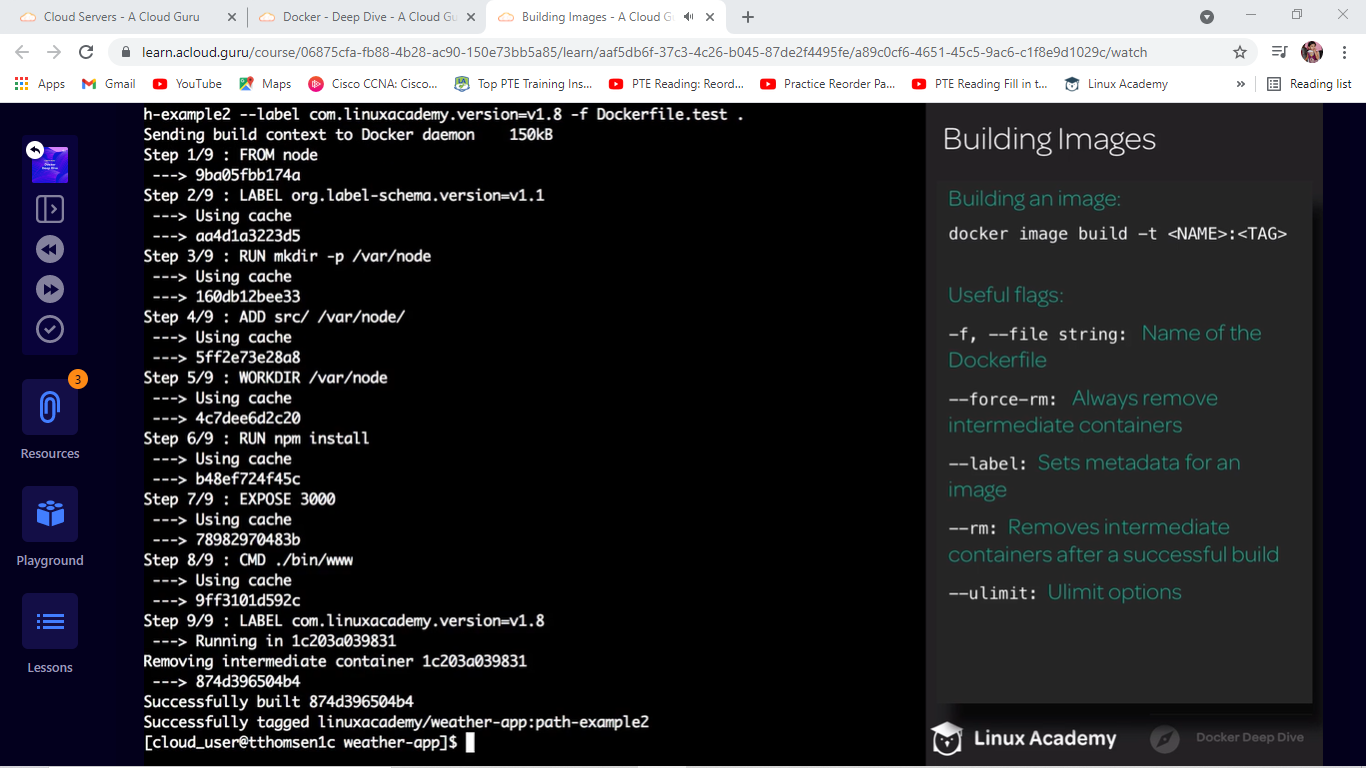 Cloud Servers - A Cloud Guru
Docker - Deep Dive - A Cloud Gu
Building Images - A Cloud G
learn.acloud.guru/course/06875cfa-fb88-4b28-ac90-150e73bb5a85/learn/aaf5db6f-37c3-4c26-b045-87de2f4495fe/a89c0cf6-4651-45c5-9ac6-c1f8e9d1029c/watch
Apps Gmail YouTube Maps Cisco CCNA: Cisco... Top PTE Training Ins... PTE Reading: Reord... Practice Reorder Pa... PTE Reading Fill in t... Linux Academy » Reading list
3
Resources
Playground
Lessons
h-example2 --label com.linuxacademy.version=v1.8 -f Dockerfile.test .
Sending build context to Docker daemon 150kB
Step 1/9 : FROM node
---> 9ba05fbb174a
Step 2/9 : LABEL org.label-schema.version=v1.1
---> Using cache
---> aa4d1a3223d5
Step 3/9 : RUN mkdir -p /var/node
---> Using cache
---> 160db12bee33
Step 4/9 : ADD src/ /var/node/
---> Using cache
---> 5ff2e73e28a8
Step 5/9 : WORKDIR /var/node
---> Using cache
---> 4c7dee6d2c20
Step 6/9 : RUN npm install
---> Using cache
---> b48ef724f45c
Step 7/9 : EXPOSE 3000
---> Using cache
---> 78982970483b
Step 8/9 : CMD ./bin/www
---> Using cache
---> 9ff3101d592c
Step 9/9 : LABEL com.linuxacademy.version=v1.8
---> Running in 1c203a039831
Removing intermediate container 1c203a039831
---> 874d396504b4
Successfully built 874d396504b4
Successfully tagged linuxacademy/weather-app:path-example2
[cloud_user@tthomsen1c weather-app]$
Building Images
Building an image:
docker image build -t <NAME>:<TAG>
Useful flags:
-f, --file string: Name of the
Dockerfile
--force-rm: Always remove
intermediate containers
--label: Sets metadata for an
image
--rm: Removes intermediate
containers after a successful build
--ulimit: Ulimit options
Linux Academy
Docker Deep Dive